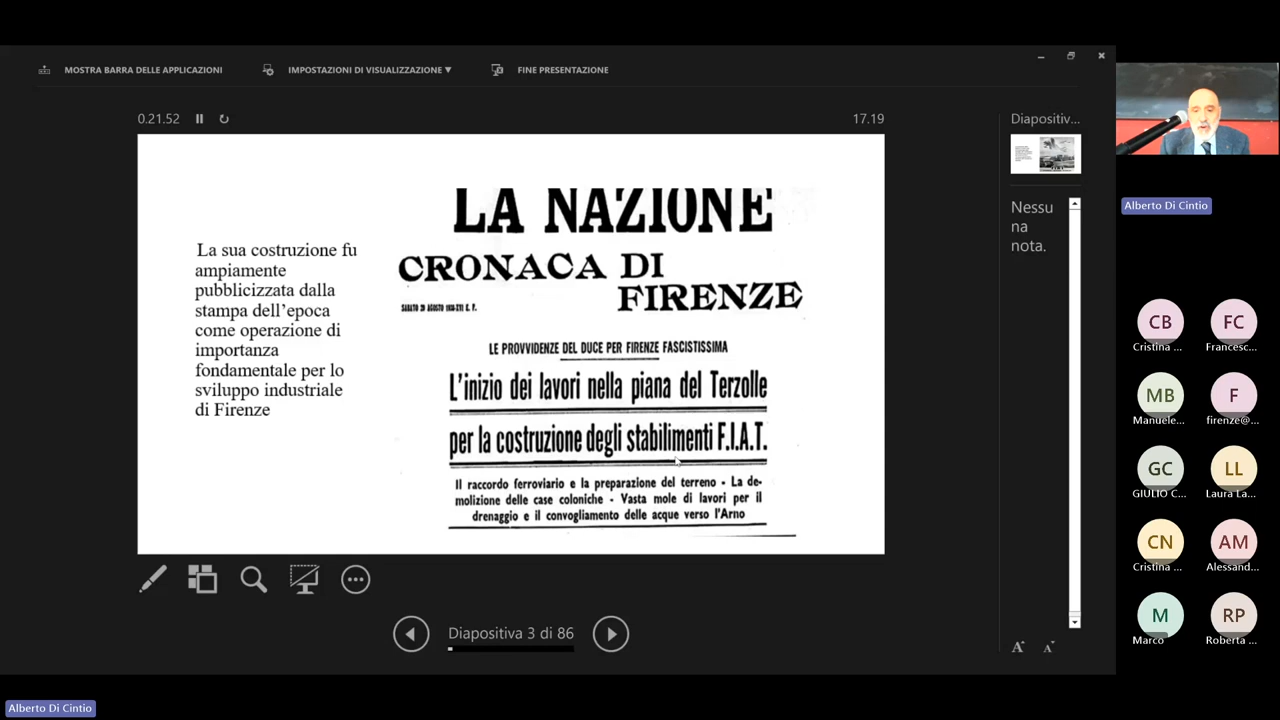 MOSTRA BARRA DELLE APPLICAZIONI
IMPOSTAZIONI DI VISUALIZZAZIONE ▼
FINE PRESENTAZIONE
0.21.52
17.19
La sua costruzione fu
ampiamente
pubblicizzata dalla
stampa dell'epoca
come operazione di
importanza
fondamentale per lo
sviluppo industriale
di Firenze
LA NAZIONE
CRONACA DI
FIRENZE
SABATO AGOSTO E. F.
LE PROVVIDENZE DEL DUCE PER FIRENZE FASCISTISSIMA
L'inizio dei lavori nella piana del Terzolle
per la costruzione degli stabilimenti F.I.A.T.
Il raccordo ferroviario e la preparazione del terreno - La de-
molizione delle case coloniche - Vasta mole di lavori per il
drenaggio e il convogliamento delle acque verso l'Arno
Diapositiva 3 di 86
Diapositiv...
Nessu
na
nota.
A A
Alberto Di Cintio
CB
Cristina ...
FC
Francesc...
MB
Manuele...
F
firenze@...
GC
GIULIO C...
LL
Laura La...
CN
Cristina ...
AM
Alessand...
M
Marco
RP
Roberta ...
Alberto Di Cintio